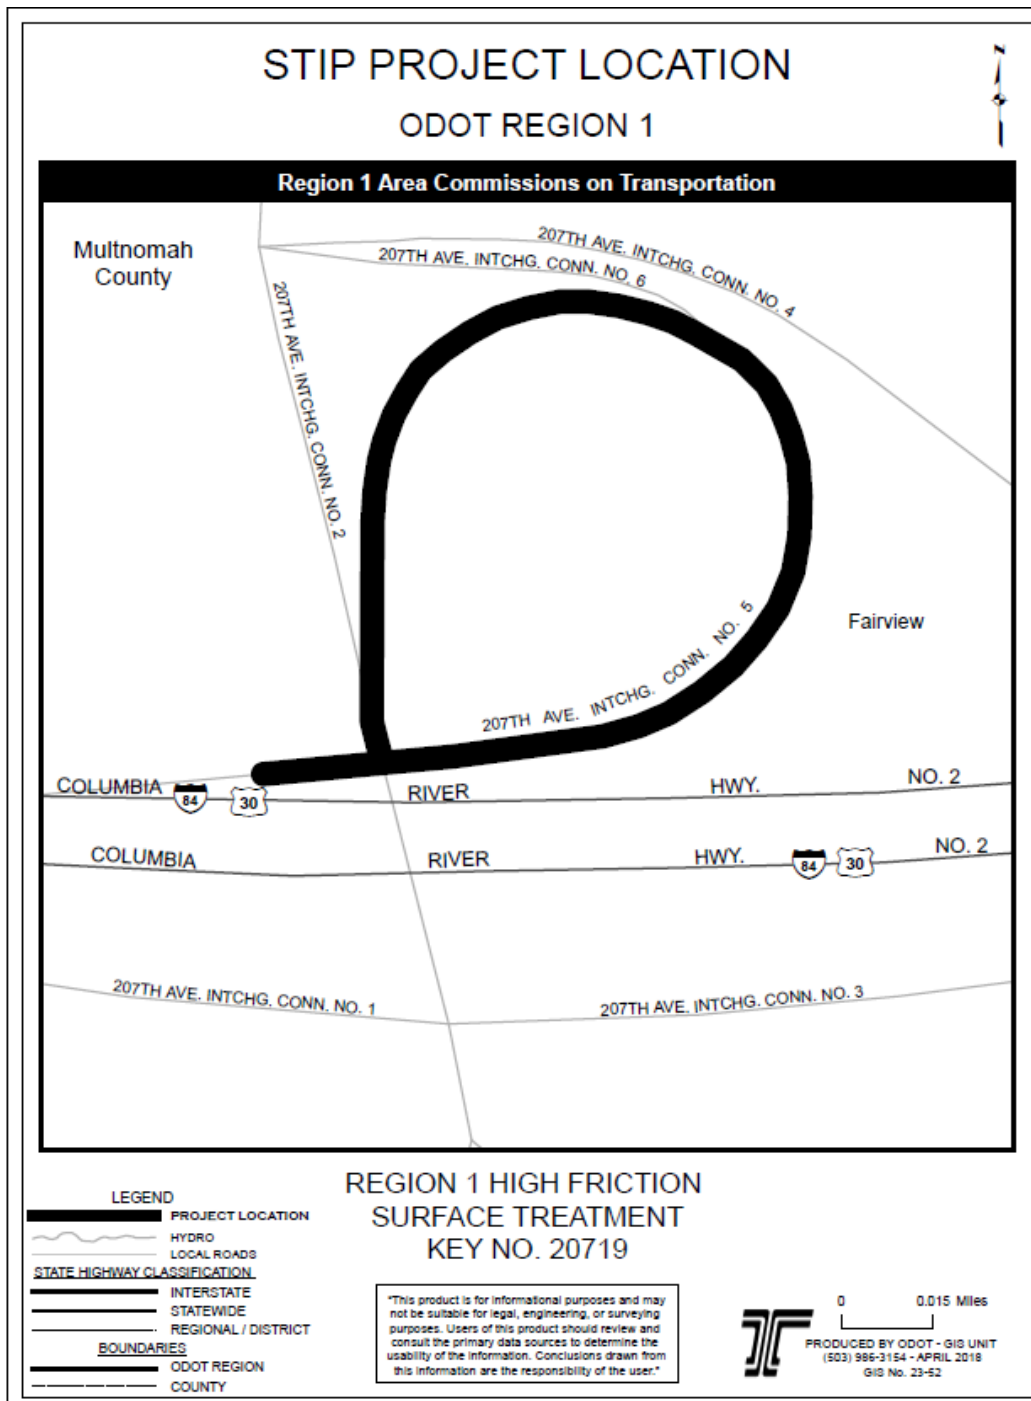 STIP PROJECT LOCATION
ODOT REGION 1
N
Region 1 Area Commissions on Transportation
Multnomah
County
207TH AVE. INTCHG. CONN. NO. 4
207TH AVE. INTCHG. CONN. NO. 6
207TH AVE. INTCHG. CONN. NO. 2
207TH AVE. INTCHG. CONN. NO. 5
Fairview
COLUMBIA 84 30 RIVER HWY. NO. 2
COLUMBIA RIVER HWY. 84 30 NO. 2
207TH AVE. INTCHG. CONN. NO. 1
207TH AVE. INTCHG. CONN. NO. 3
REGION 1 HIGH FRICTION
SURFACE TREATMENT
KEY NO. 20719
LEGEND
PROJECT LOCATION
HYDRO
LOCAL ROADS
STATE HIGHWAY CLASSIFICATION
INTERSTATE
STATEWIDE
REGIONAL / DISTRICT
BOUNDARIES
ODOT REGION
COUNTY
"This product is for informational purposes and may
not be suitable for legal, engineering, or surveying
purposes. Users of this product should review and
consult the primary data sources to determine the
usability of the information. Conclusions drawn from
this information are the responsibility of the user."
0 0.015 Miles
PRODUCED BY ODOT - GIS UNIT
(503) 986-3154 - APRIL 2018
GIS No. 23-52